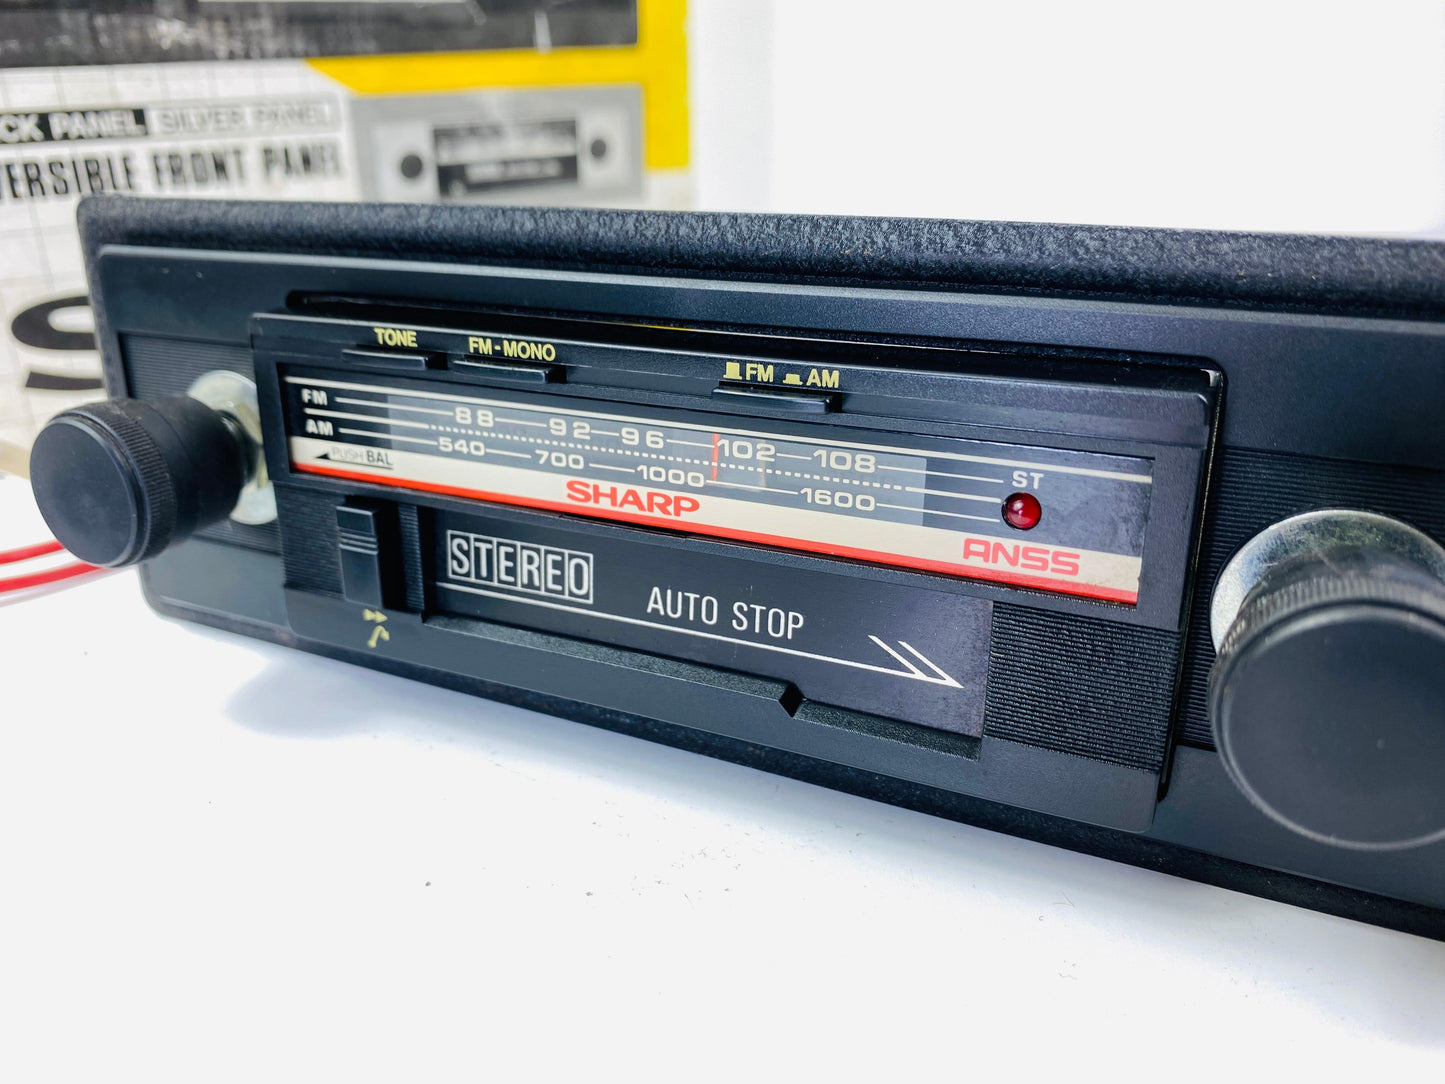 CK PANEL SILVER PANEL
VERSIBLE FRONT PANEL
S
TONE FM-MONO FM AM
FM 88 92 96 102 108
AM 540 700 1000 1600
ST
PUSH BAL
SHARP
ANSS
STEREO AUTO STOP